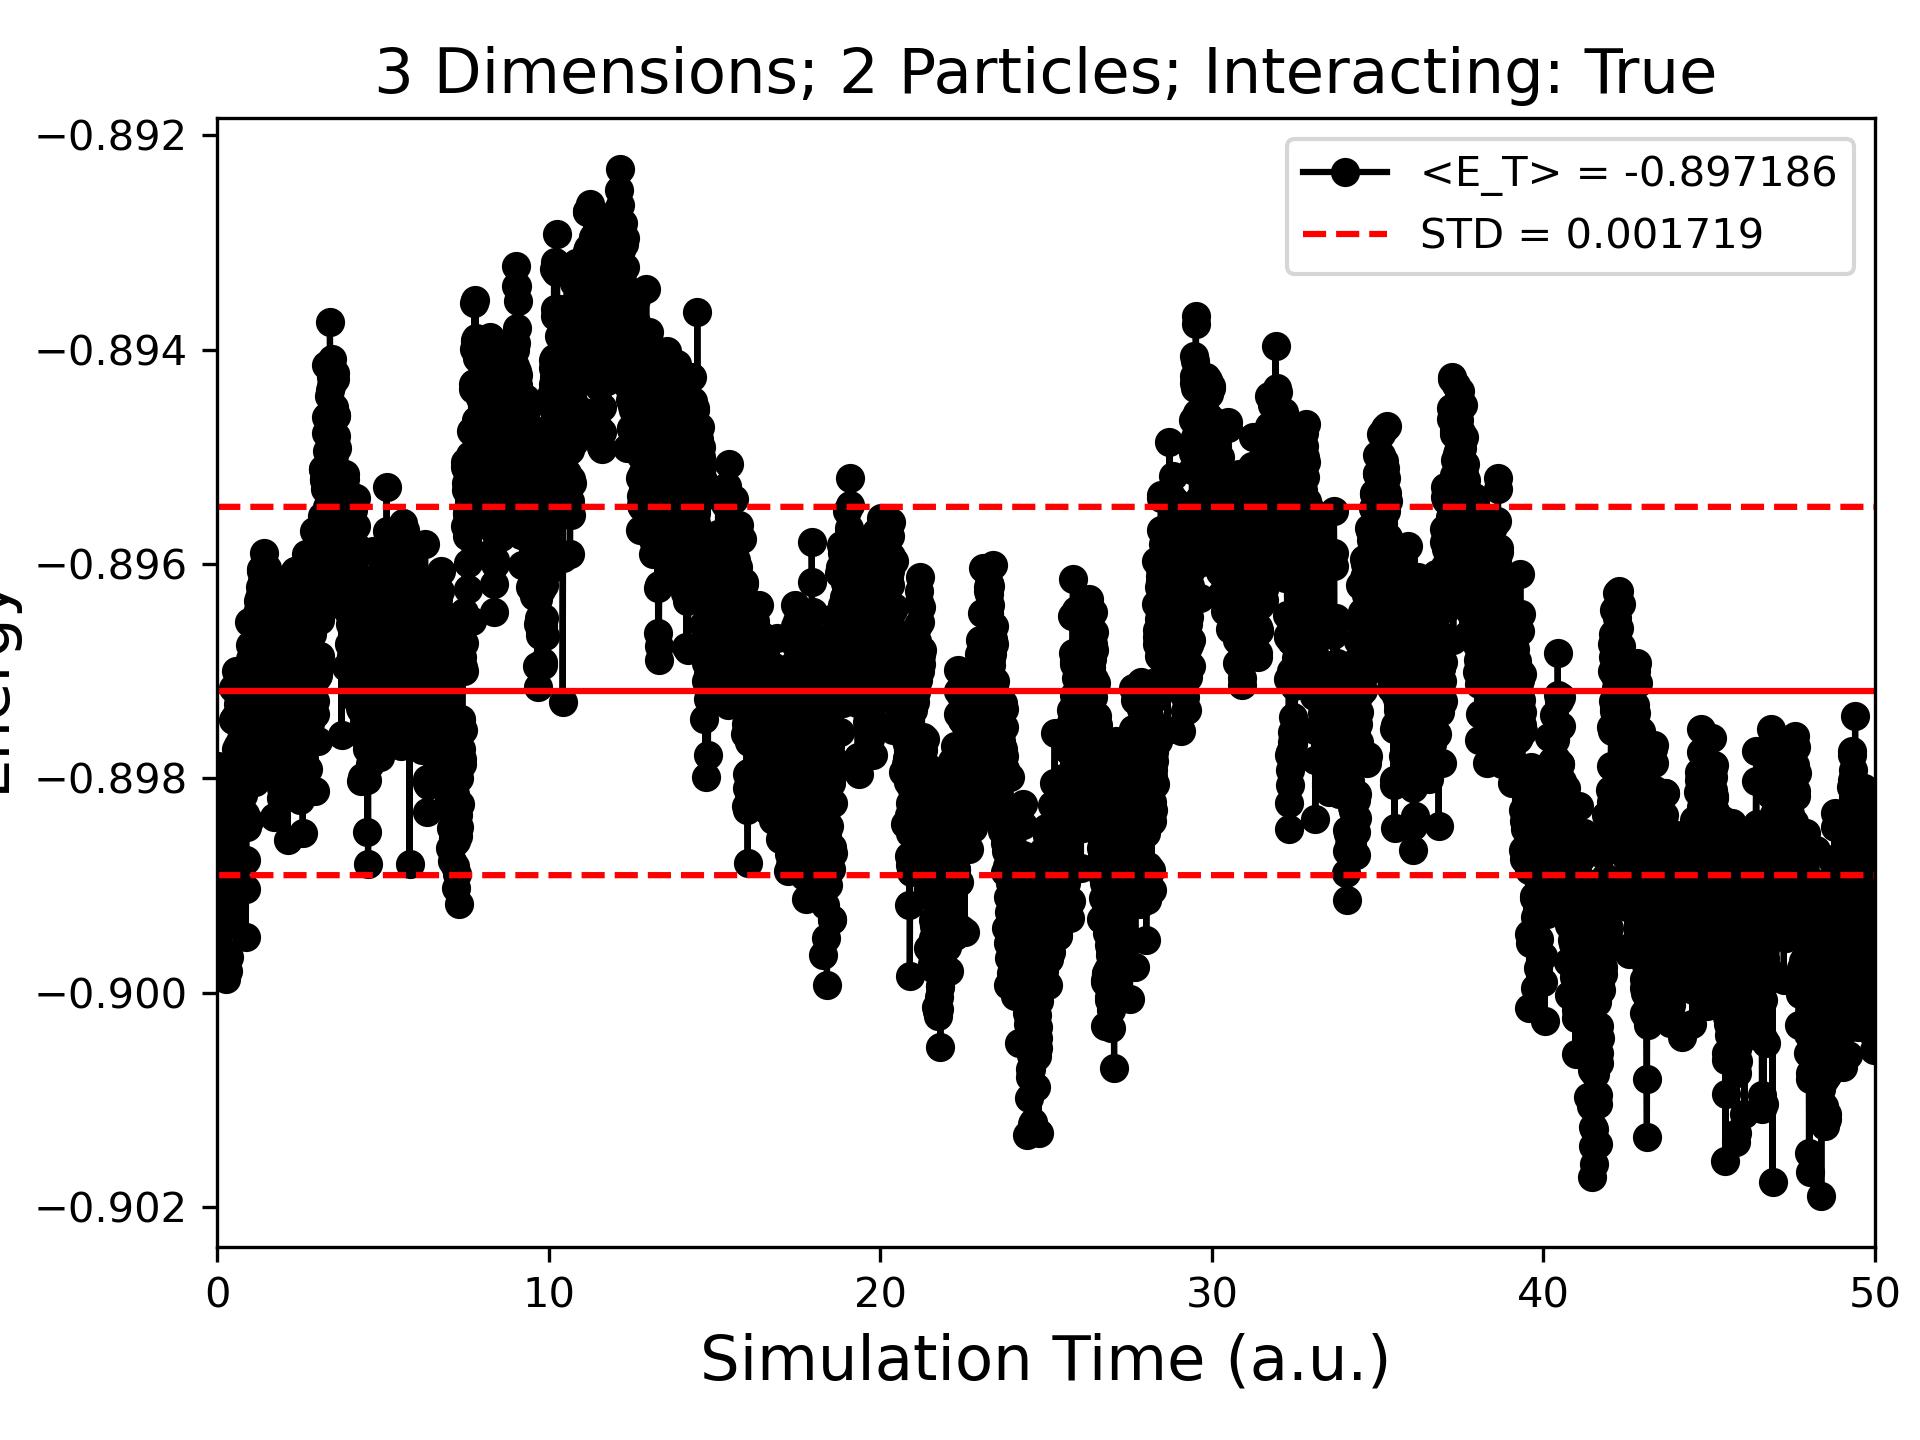 3 Dimensions; 2 Particles; Interacting: True
<E_T> = -0.897186
STD = 0.001719
−0.892
−0.894
−0.896
−0.898
−0.900
−0.902
Energy
0 10 20 30 40 50
Simulation Time (a.u.)